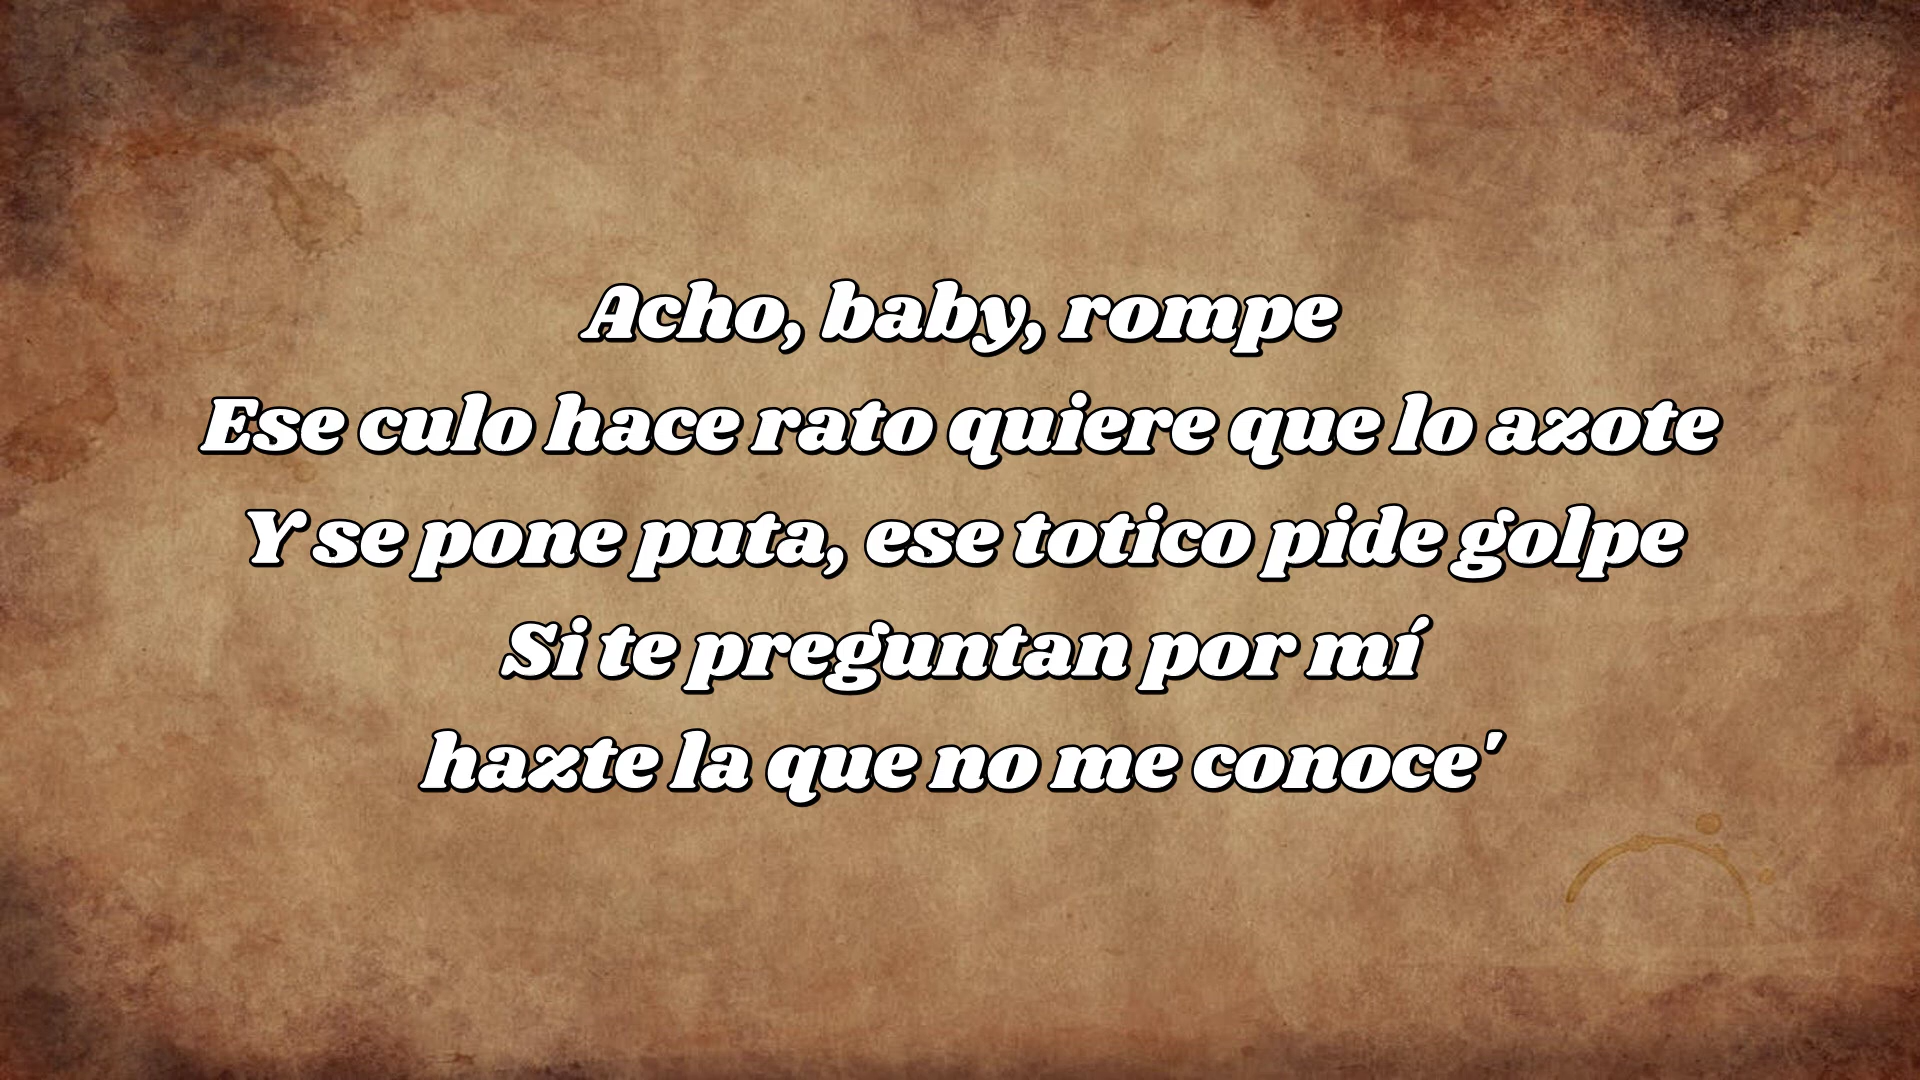 Acho, baby, rompe
Ese culo hace rato quiere que lo azote
Y se pone puta, ese totico pide golpe
Si te preguntan por mí
hazte la que no me conoce'